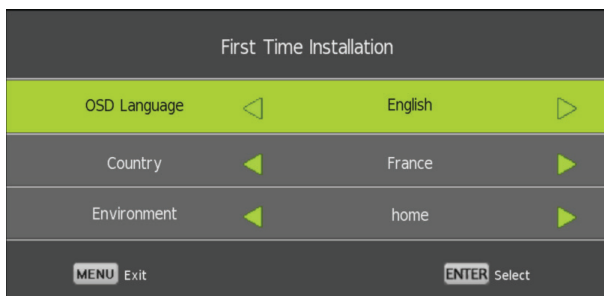 First Time Installation
OSD Language English
Country France
Environment home
MENU Exit ENTER Select